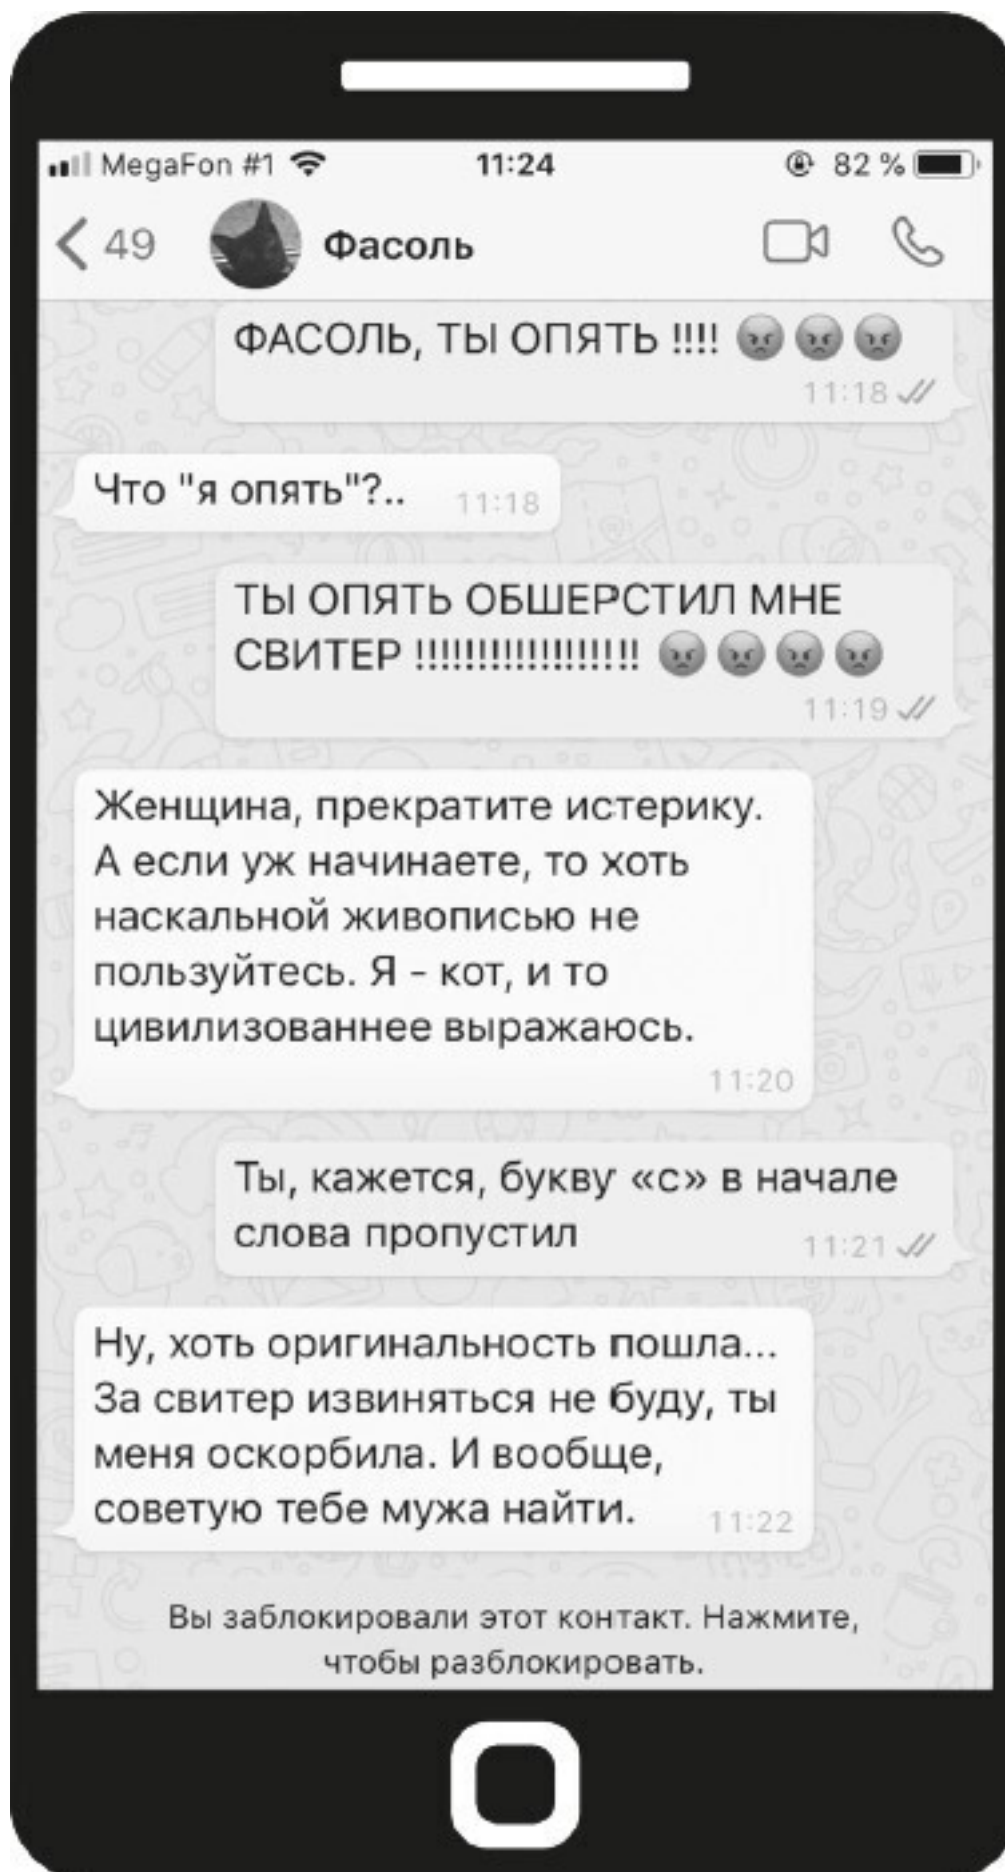 MegaFon #1 11:24 82 %
49 Фасоль
ФАСОЛЬ, ТЫ ОПЯТЬ !!!! 😡😡😡
11:18
Что "я опять"?.. 11:18
ТЫ ОПЯТЬ ОБШЕРСТИЛ МНЕ
СВИТЕР !!!!!!!!!!!!!!!!!! 😡😡😡😡
11:19
Женщина, прекратите истерику.
А если уж начинаете, то хоть
наскальной живописью не
пользуйтесь. Я - кот, и то
цивилизованнее выражаюсь.
11:20
Ты, кажется, букву «с» в начале
слова пропустил 11:21
Ну, хоть оригинальность пошла...
За свитер извиняться не буду, ты
меня оскорбила. И вообще,
советую тебе мужа найти. 11:22
Вы заблокировали этот контакт. Нажмите,
чтобы разблокировать.